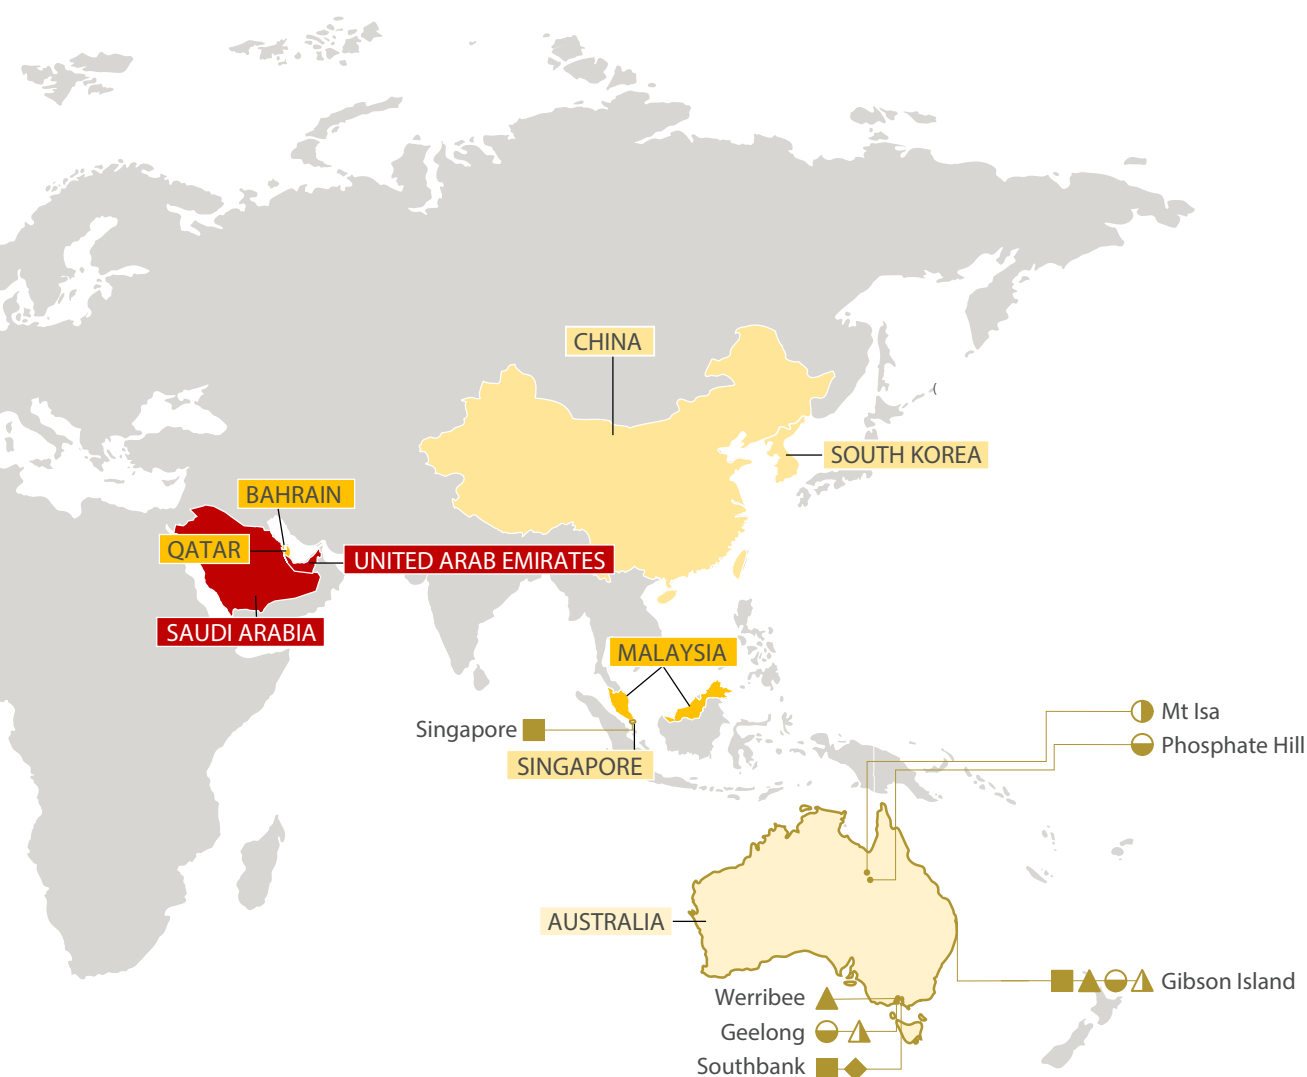 CHINA
SOUTH KOREA
BAHRAIN
QATAR
UNITED ARAB EMIRATES
SAUDI ARABIA
MALAYSIA
Singapore
SINGAPORE
Mt Isa
Phosphate Hill
AUSTRALIA
Gibson Island
Werribee
Geelong
Southbank